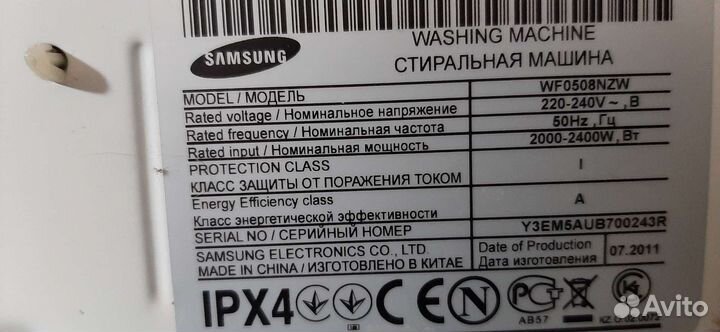 SAMSUNG
WASHING MACHINE
СТИРАЛЬНАЯ МАШИНА
MODEL / МОДЕЛЬ WF0508NZW
Rated voltage / Номинальное напряжение 220-240V ~ , В
Rated frequency / Номинальная частота 50Hz , Гц
Rated input / Номинальная мощность 2000-2400W, Вт
PROTECTION CLASS I
КЛАСС ЗАЩИТЫ ОТ ПОРАЖЕНИЯ ТОКОМ
Energy Efficiency class A
Класс энергетической эффективности
SERIAL NO / СЕРИЙНЫЙ НОМЕР Y3EM5AUB700243R
SAMSUNG ELECTRONICS CO., LTD. Date of Production 07.2011
MADE IN CHINA / ИЗГОТОВЛЕНО В КИТАЕ Дата изготовления
IPX4 CE N РСТ
АВ57
Avito